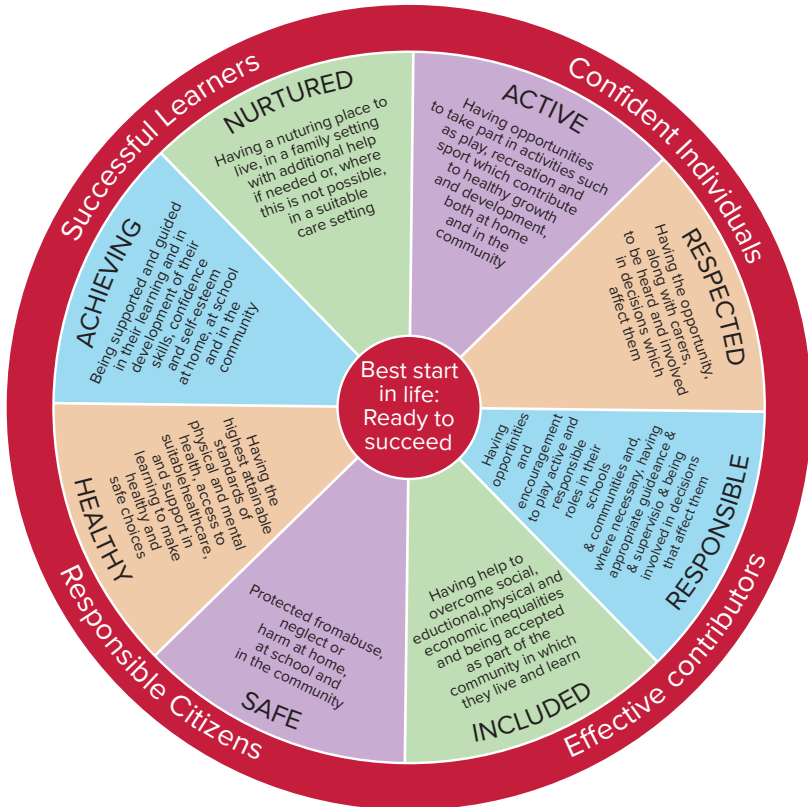 Successful Learners
Confident Individuals
Effective contributors
Responsible Citizens
Best start
in life:
Ready to
succeed
NURTURED
Having a nuturing place to
live, in a family setting
with additional help
if needed or, where
this is not possible,
in a suitable
care setting
ACTIVE
Having opportunities
to take part in activities such
as play, recreation and
sport which contribute
to healthy growth
and development,
both at home
and in the
community
RESPECTED
Having the opportunity,
along with carers,
to be heard and involved
in decisions which
affect them
RESPONSIBLE
Having
opportinities
and
encouragement
to play active and
responsible
roles in their
schools
& communities and,
where necessary, having
appropriate guideance &
& supervisio & being
involved in decisions
that affect them
INCLUDED
Having help to
overcome social,
eductional,physical and
economic inequalities
and being accepted
as part of the
community in which
they live and learn
SAFE
Protected fromabuse,
neglect or
harm at home,
at school and
in the community
HEALTHY
Having the
highest attainable
standards of
physical and mental
health, access to
suitablehealthcare,
and support in
learning to make
healthy and
safe choices
ACHIEVING
Being supported and guided
in their learning and in
development of their
skills, confidence
and self-esteem
at home, at school
and in the
community